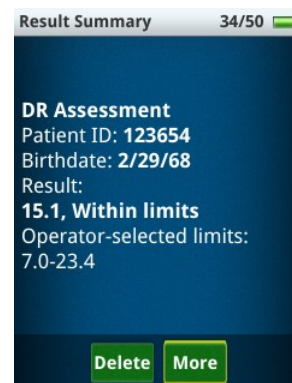 Result Summary 34/50
DR Assessment
Patient ID: 123654
Birthdate: 2/29/68
Result:
15.1, Within limits
Operator-selected limits:
7.0-23.4
Delete More